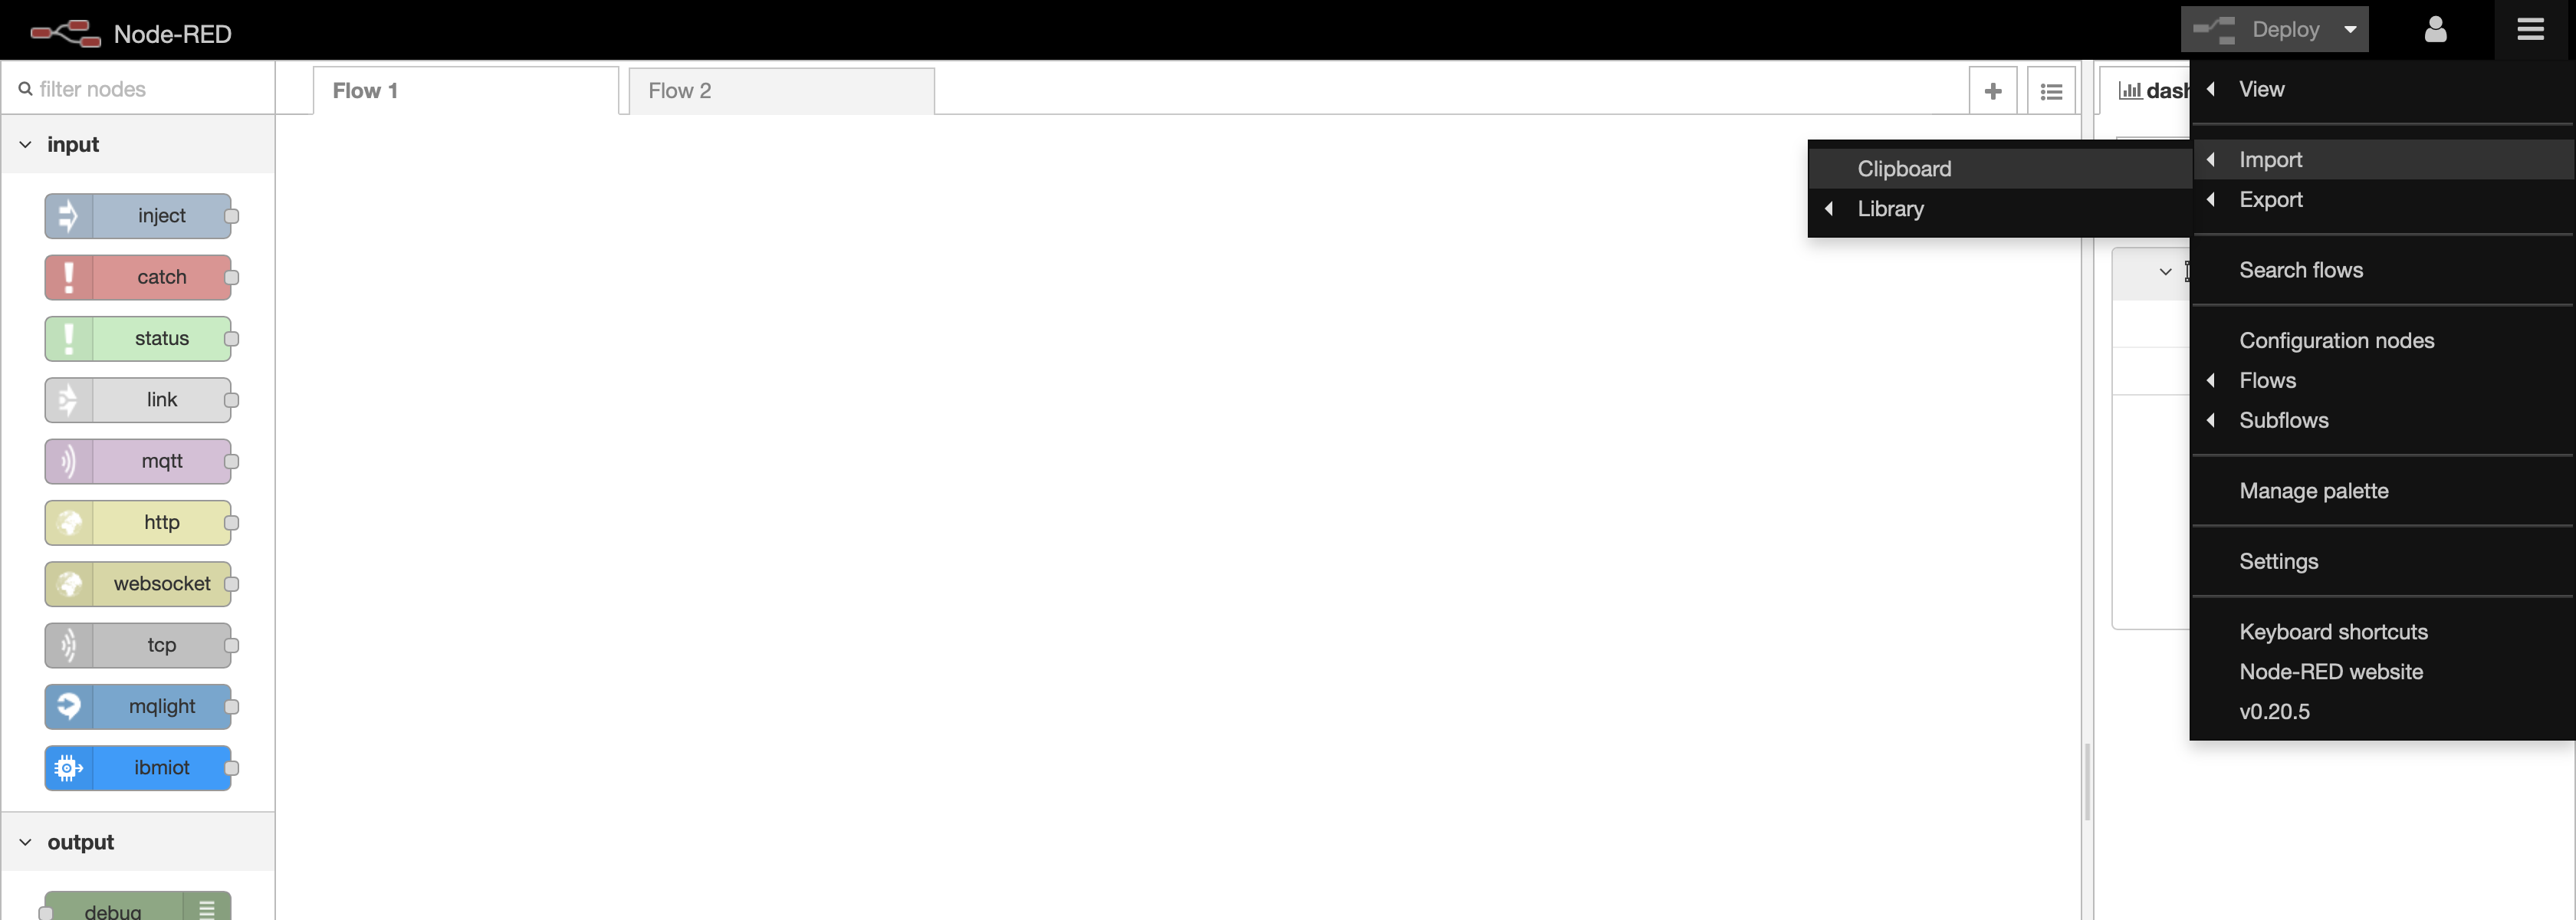 Node-RED
Deploy
filter nodes
Flow 1
Flow 2
dash
input
inject
catch
status
link
mqtt
http
websocket
tcp
mqlight
ibmiot
output
debug
Clipboard
Library
View
Import
Export
Search flows
Configuration nodes
Flows
Subflows
Manage palette
Settings
Keyboard shortcuts
Node-RED website
v0.20.5